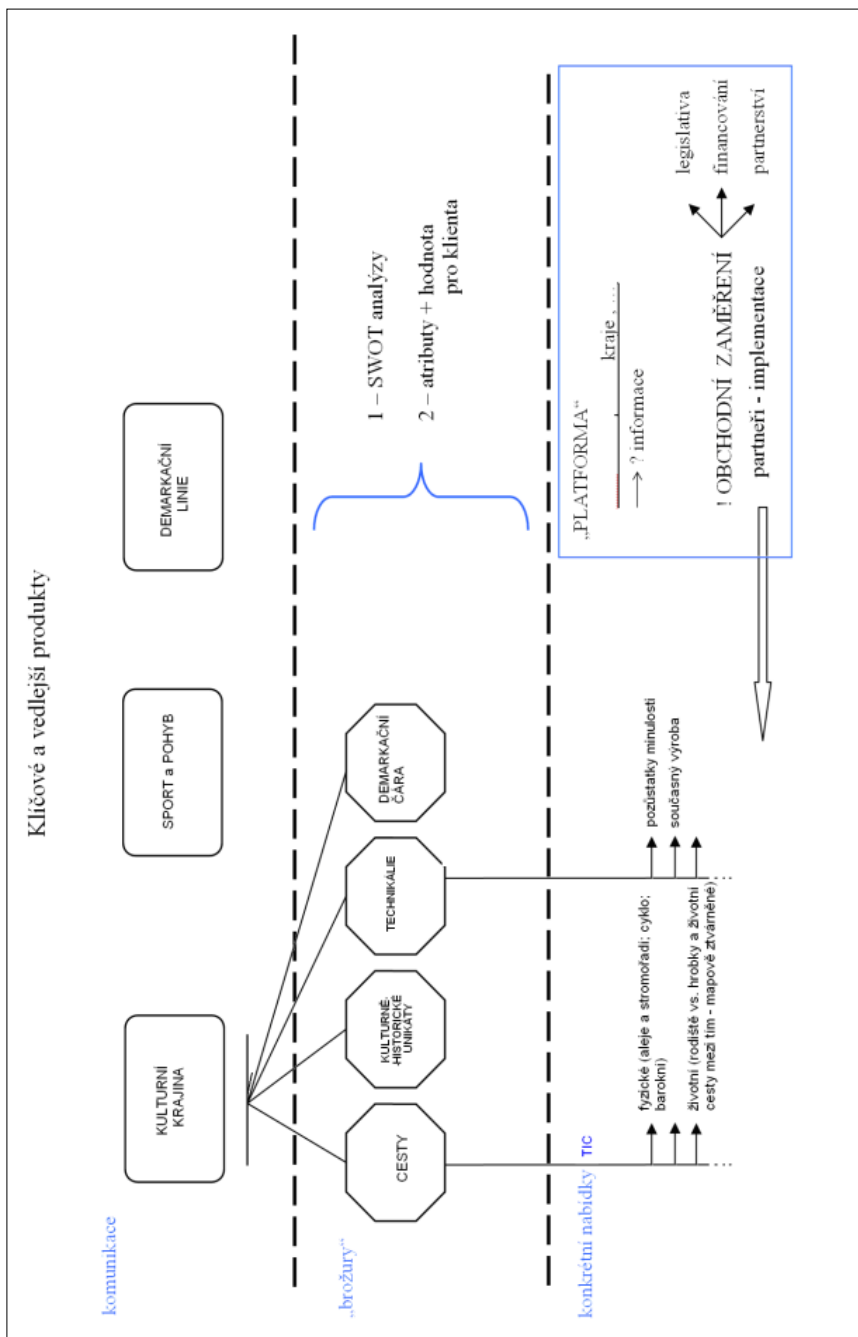 Klíčové a vedlejší produkty
komunikace
KULTURNÍ
KRAJINA
SPORT a POHYB
DEMARKAČNÍ
LINIE
„brožury“
CESTY
KULTURNĚ-
-HISTORICKÉ
UNIKÁTY
TECHNIKÁLIE
DEMARKAČNÍ
ČÁRA
1 – SWOT analýzy
2 – atributy + hodnota
pro klienta
konkrétní nabídky TIC
fyzické (aleje a stromořadí; cyklo;
barokní)
životní (rodiště vs. hrobky a životní
cesty mezi tím - mapově ztvárněné)
pozůstatky minulosti
současný výroba
„PLATFORMA“
kraje , …
? informace
! OBCHODNÍ ZAMĚŘENÍ
partneři - implementace
legislativa
financování
partnerství